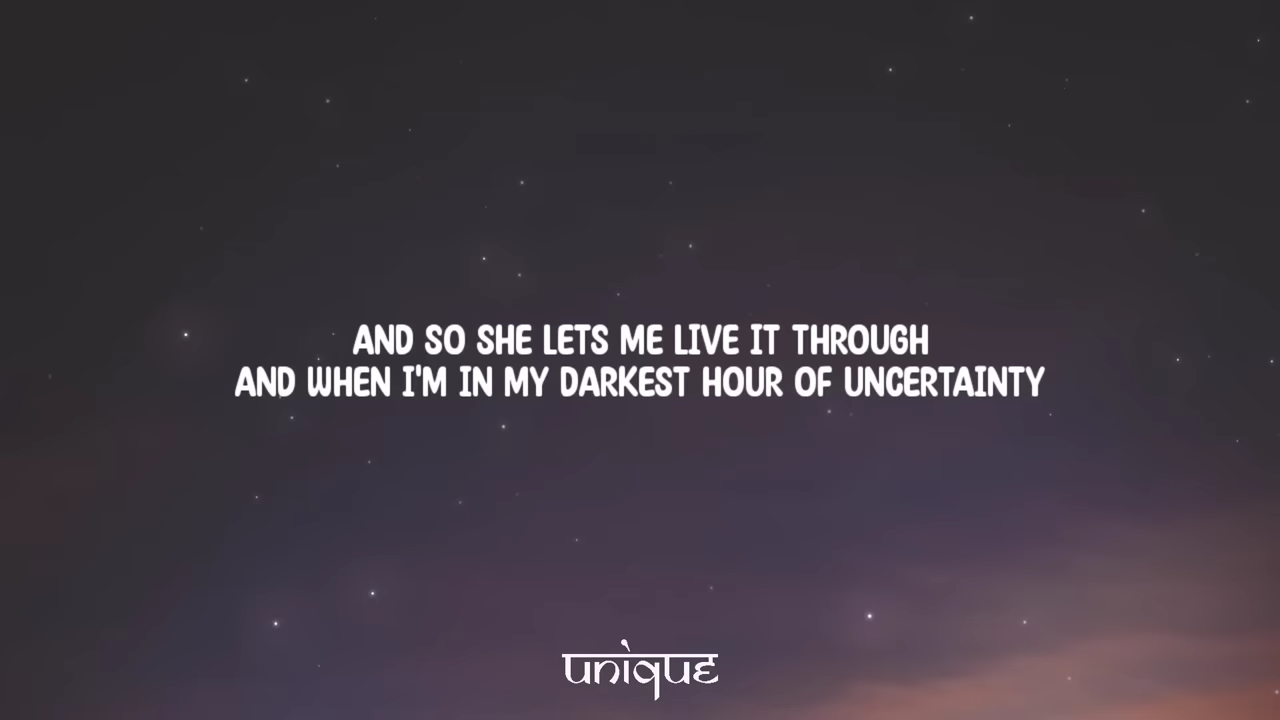 AND SO SHE LETS ME LIVE IT THROUGH
AND WHEN I'M IN MY DARKEST HOUR OF UNCERTAINTY
unique